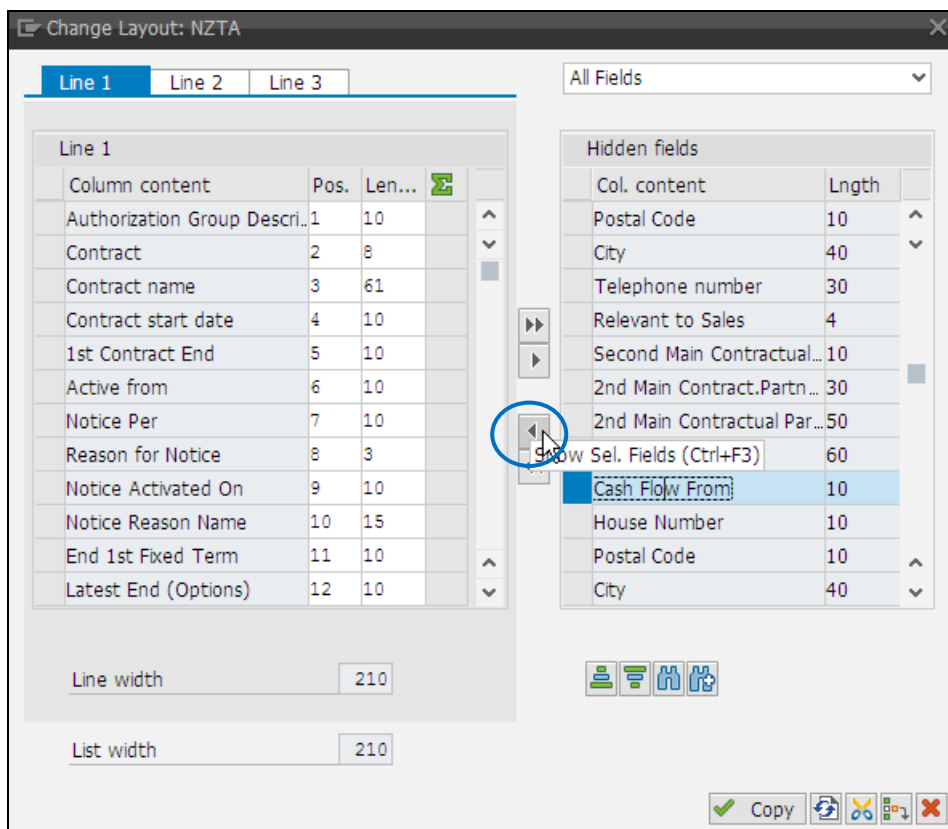 Change Layout: NZTA
Line 1 Line 2 Line 3
All Fields
Line 1
Column content Pos. Len...
Authorization Group Descri.. 1 10
Contract 2 8
Contract name 3 61
Contract start date 4 10
1st Contract End 5 10
Active from 6 10
Notice Per 7 10
Reason for Notice 8 3
Notice Activated On 9 10
Notice Reason Name 10 15
End 1st Fixed Term 11 10
Latest End (Options) 12 10
Line width 210
List width 210
Hidden fields
Col. content Lngth
Postal Code 10
City 40
Telephone number 30
Relevant to Sales 4
Second Main Contractual... 10
2nd Main Contract.Partn... 30
2nd Main Contractual Par... 50
Show Sel. Fields (Ctrl+F3) 60
Cash Flow From 10
House Number 10
Postal Code 10
City 40
Copy